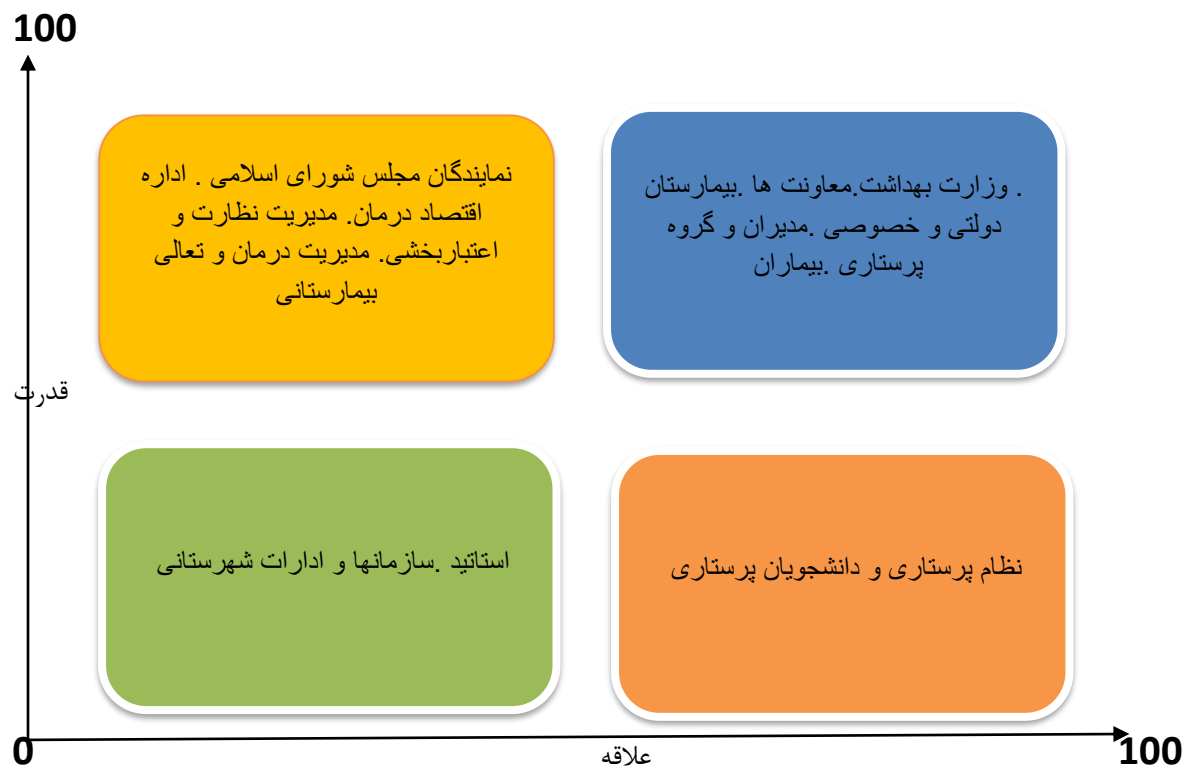 100
نمایندگان مجلس شورای اسلامی . اداره
اقتصاد درمان. مدیریت نظارت و
اعتباربخشی. مدیریت درمان و تعالی
بیمارستانی
. وزارت بهداشت.معاونت ها .بیمارستان
دولتی و خصوصی .مدیران و گروه
پرستاری .بیماران
قدرت
استاتید .سازمانها و ادارات شهرستانی
نظام پرستاری و دانشجویان پرستاری
0
علاقه
100